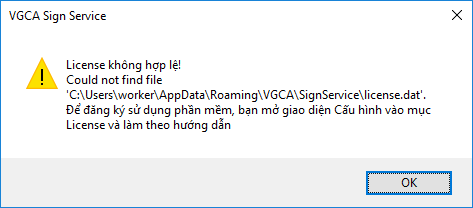 VGCA Sign Service
License không hợp lệ!
Could not find file
'C:\Users\worker\AppData\Roaming\VGCA\SignService\license.dat'.
Để đăng ký sử dụng phần mềm, bạn mở giao diện Cấu hình vào mục
License và làm theo hướng dẫn
OK